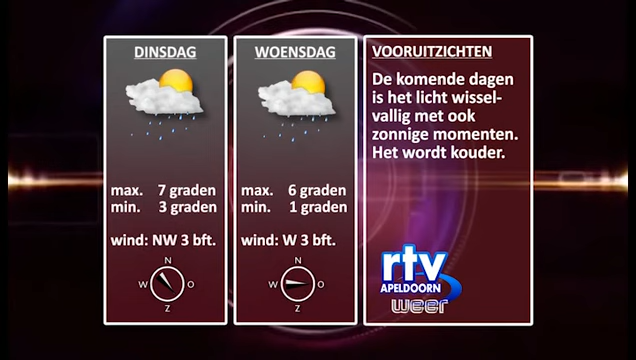 DINSDAG
max. 7 graden
min. 3 graden
wind: NW 3 bft.
N
W O
Z
WOENSDAG
max. 6 graden
min. 1 graden
wind: W 3 bft.
N
W O
Z
VOORUITZICHTEN
De komende dagen
is het licht wissel-
vallig met ook
zonnige momenten.
Het wordt kouder.
rtv
APELDOORN
weer